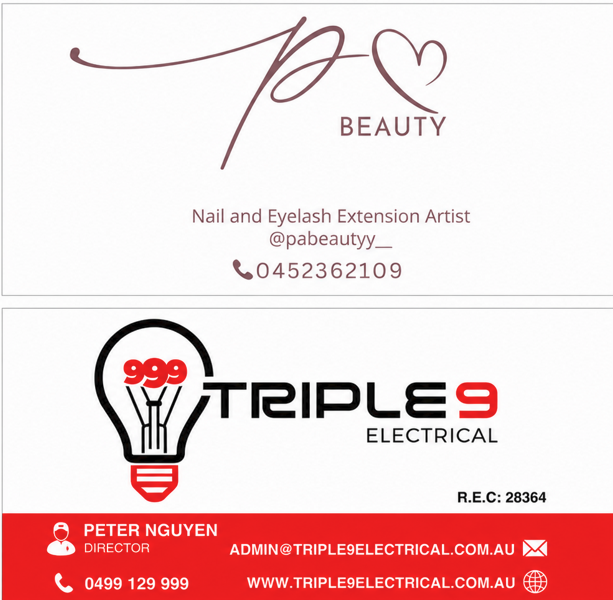 P
BEAUTY
Nail and Eyelash Extension Artist
@pabeautyy__
0452362109
999
TRIPLE9
ELECTRICAL
R.E.C: 28364
PETER NGUYEN
DIRECTOR
ADMIN@TRIPLE9ELECTRICAL.COM.AU
0499 129 999
WWW.TRIPLE9ELECTRICAL.COM.AU